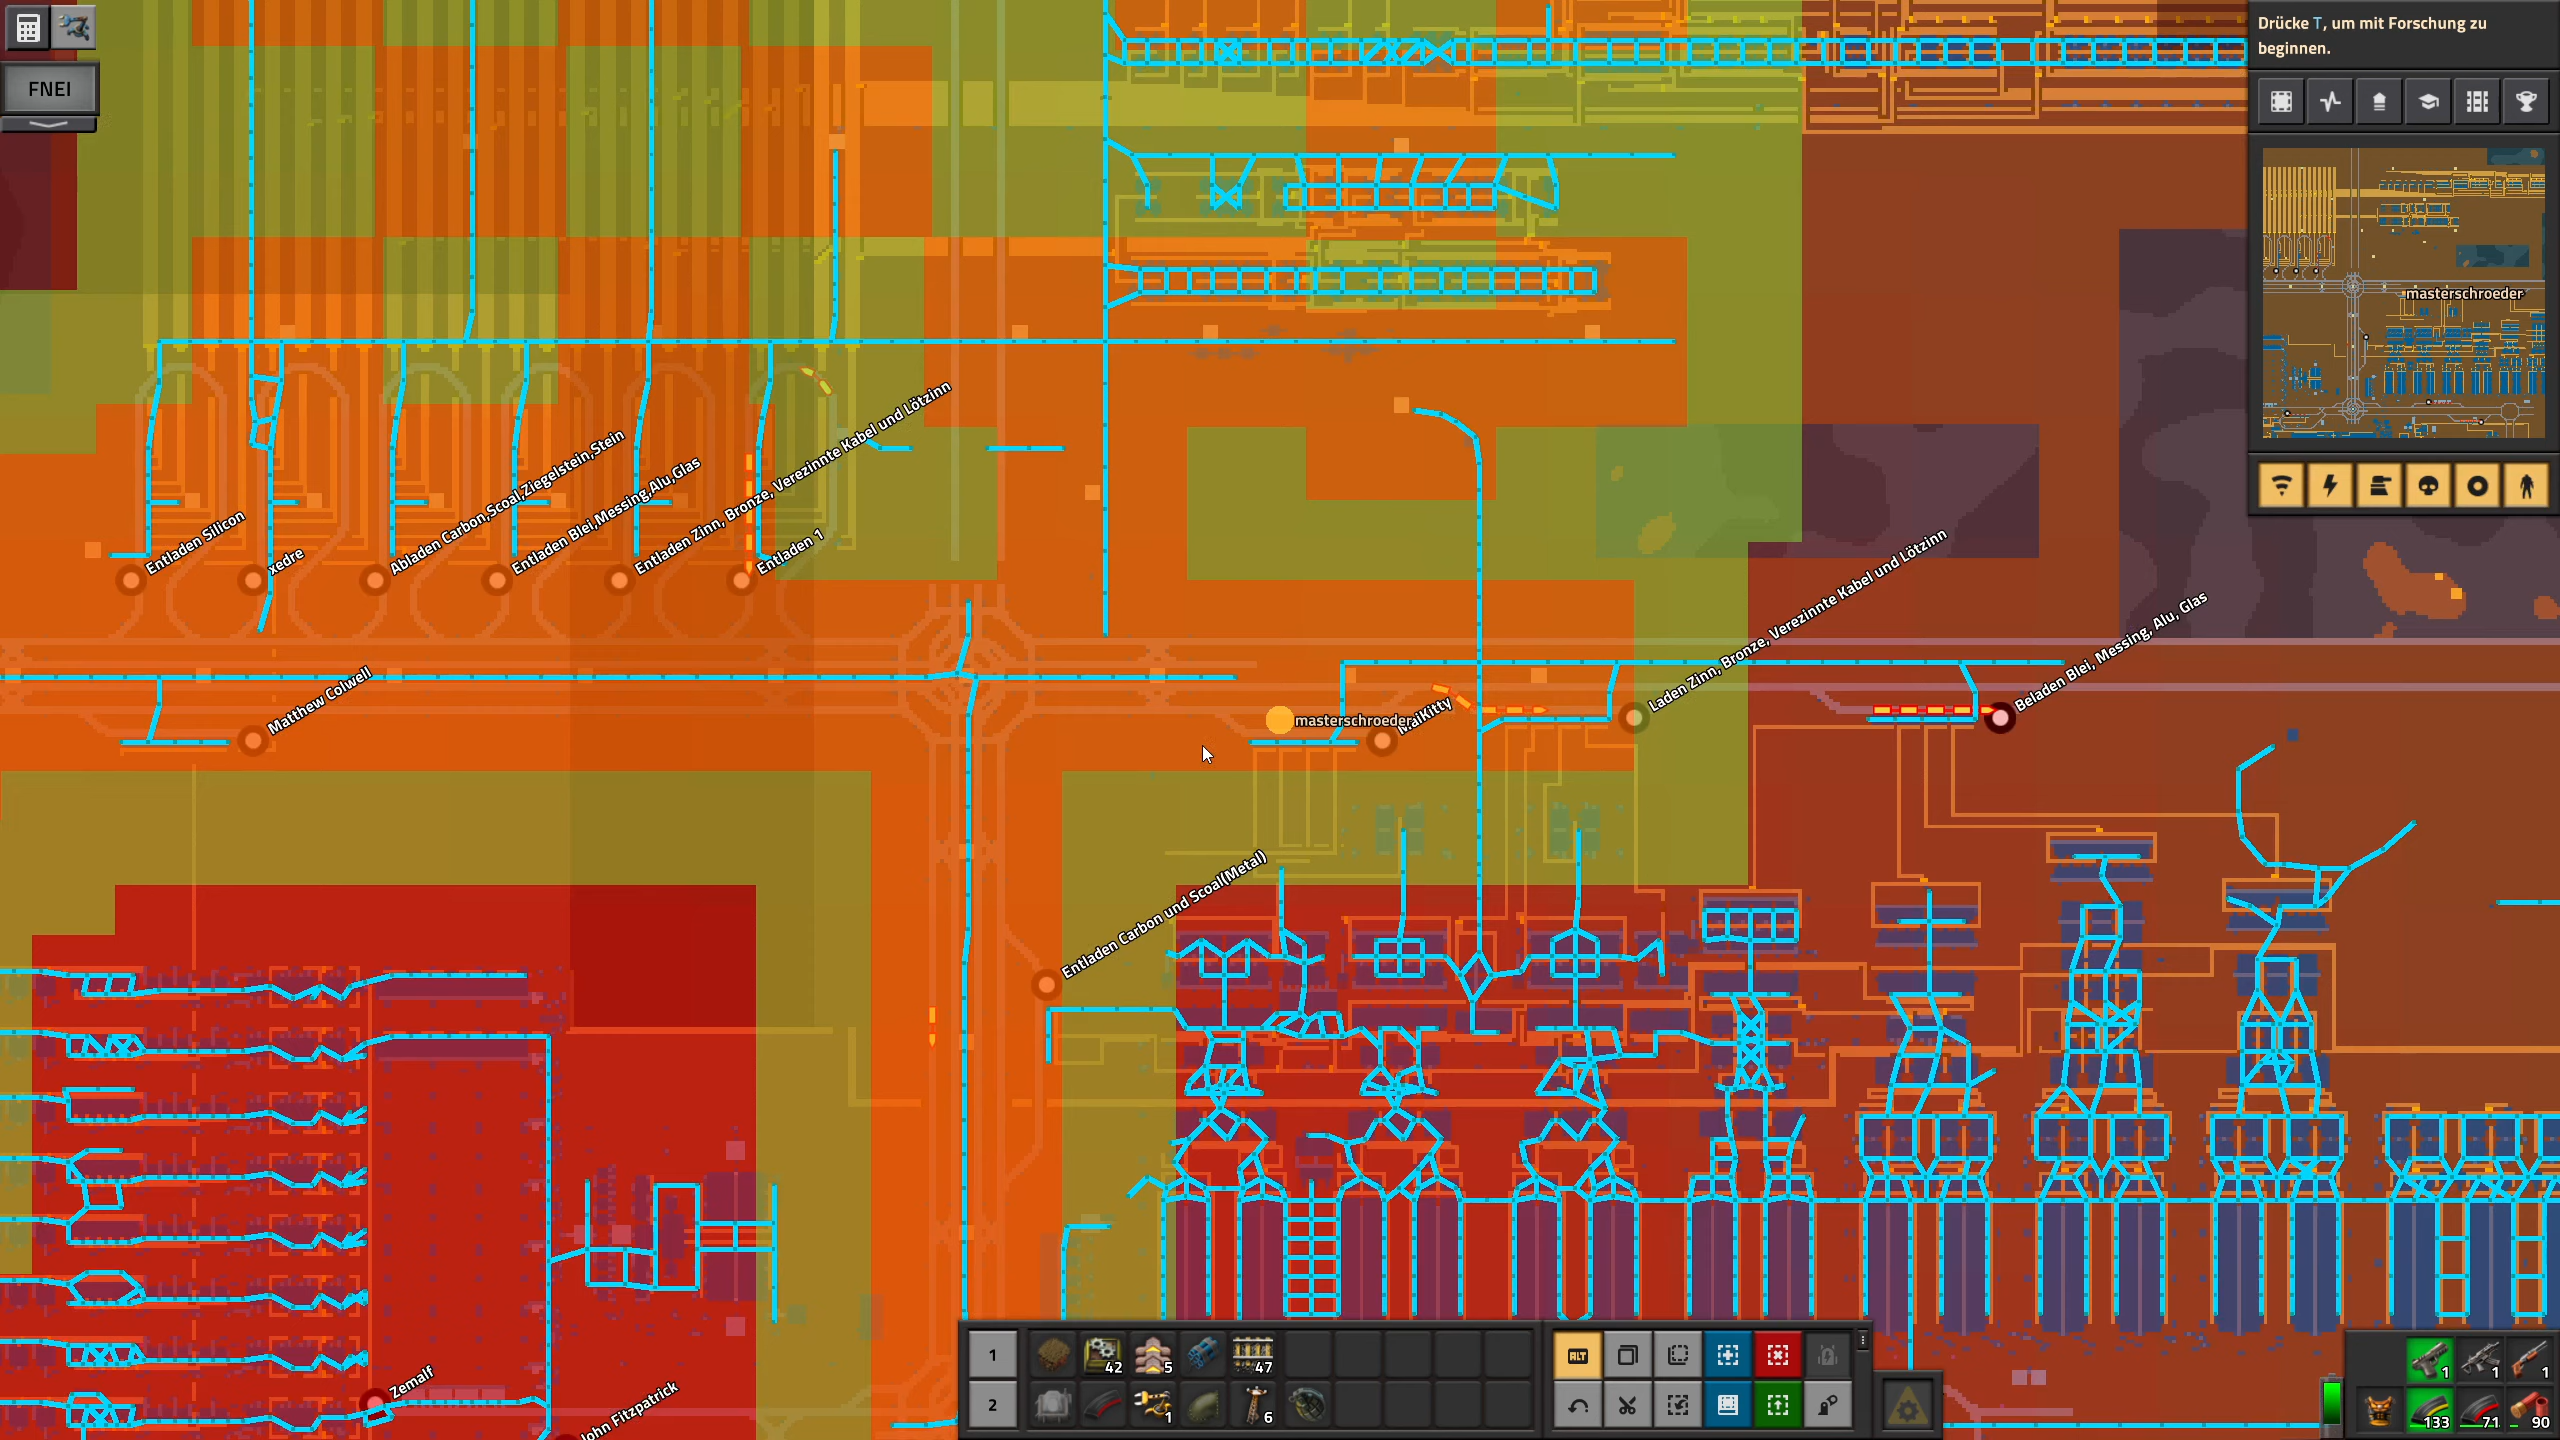 Drücke T, um mit Forschung zu
beginnen.
FNEI
masterschroeder
Entladen Silicon
xedre
Abladen Carbon,Scoal,Ziegelstein,Stein
Entladen Blei,Messing,Alu,Glas
Entladen Zinn, Bronze, Verezinnte Kabel und Lötzinn
Entladen 1
Laden Zinn, Bronze, Verezinnte Kabel und Lötzinn
Beladen Blei, Messing, Alu, Glas
Matthew Colwell
masterschroeder
Entladen Carbon und Scoal(Metal)
Zemalf
John Fitzpatrick
1
42
5
47
ALT
2
1
6
1
1
1
133
71
90